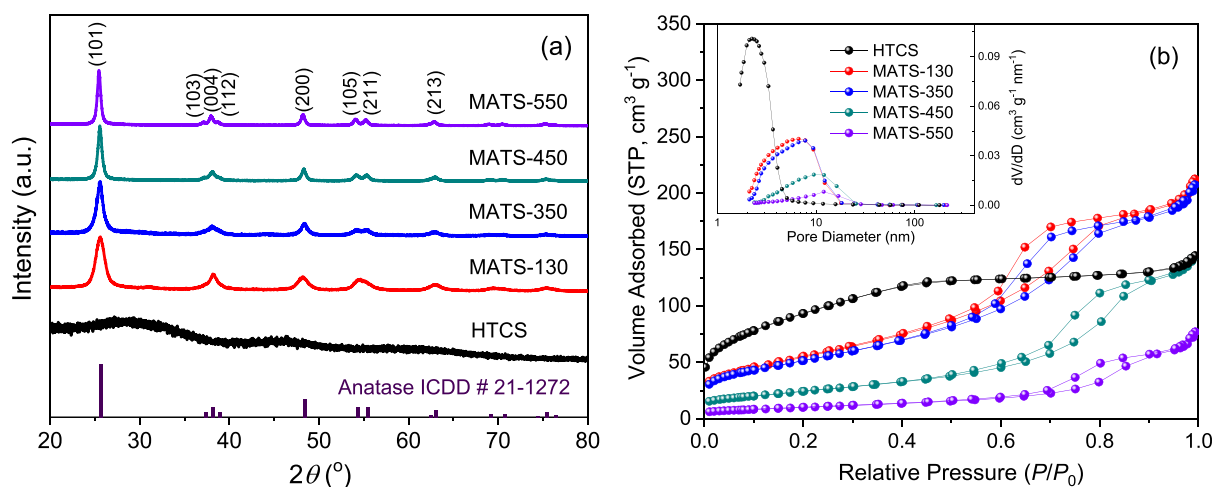 (a)
(101)
(103)
(004)
(112)
(200)
(105)
(211)
(213)
MATS-550
MATS-450
MATS-350
MATS-130
HTCS
Anatase ICDD # 21-1272
Intensity (a.u.)
20 30 40 50 60 70 80
2θ (°)
(b)
350
300
250
200
150
100
50
0
Volume Adsorbed (STP, cm³ g⁻¹)
0.0 0.2 0.4 0.6 0.8 1.0
Relative Pressure (P/P₀)
HTCS
MATS-130
MATS-350
MATS-450
MATS-550
0.09
0.06
0.03
0.00
dV/dD (cm³ g⁻¹ nm⁻¹)
1 10 100
Pore Diameter (nm)